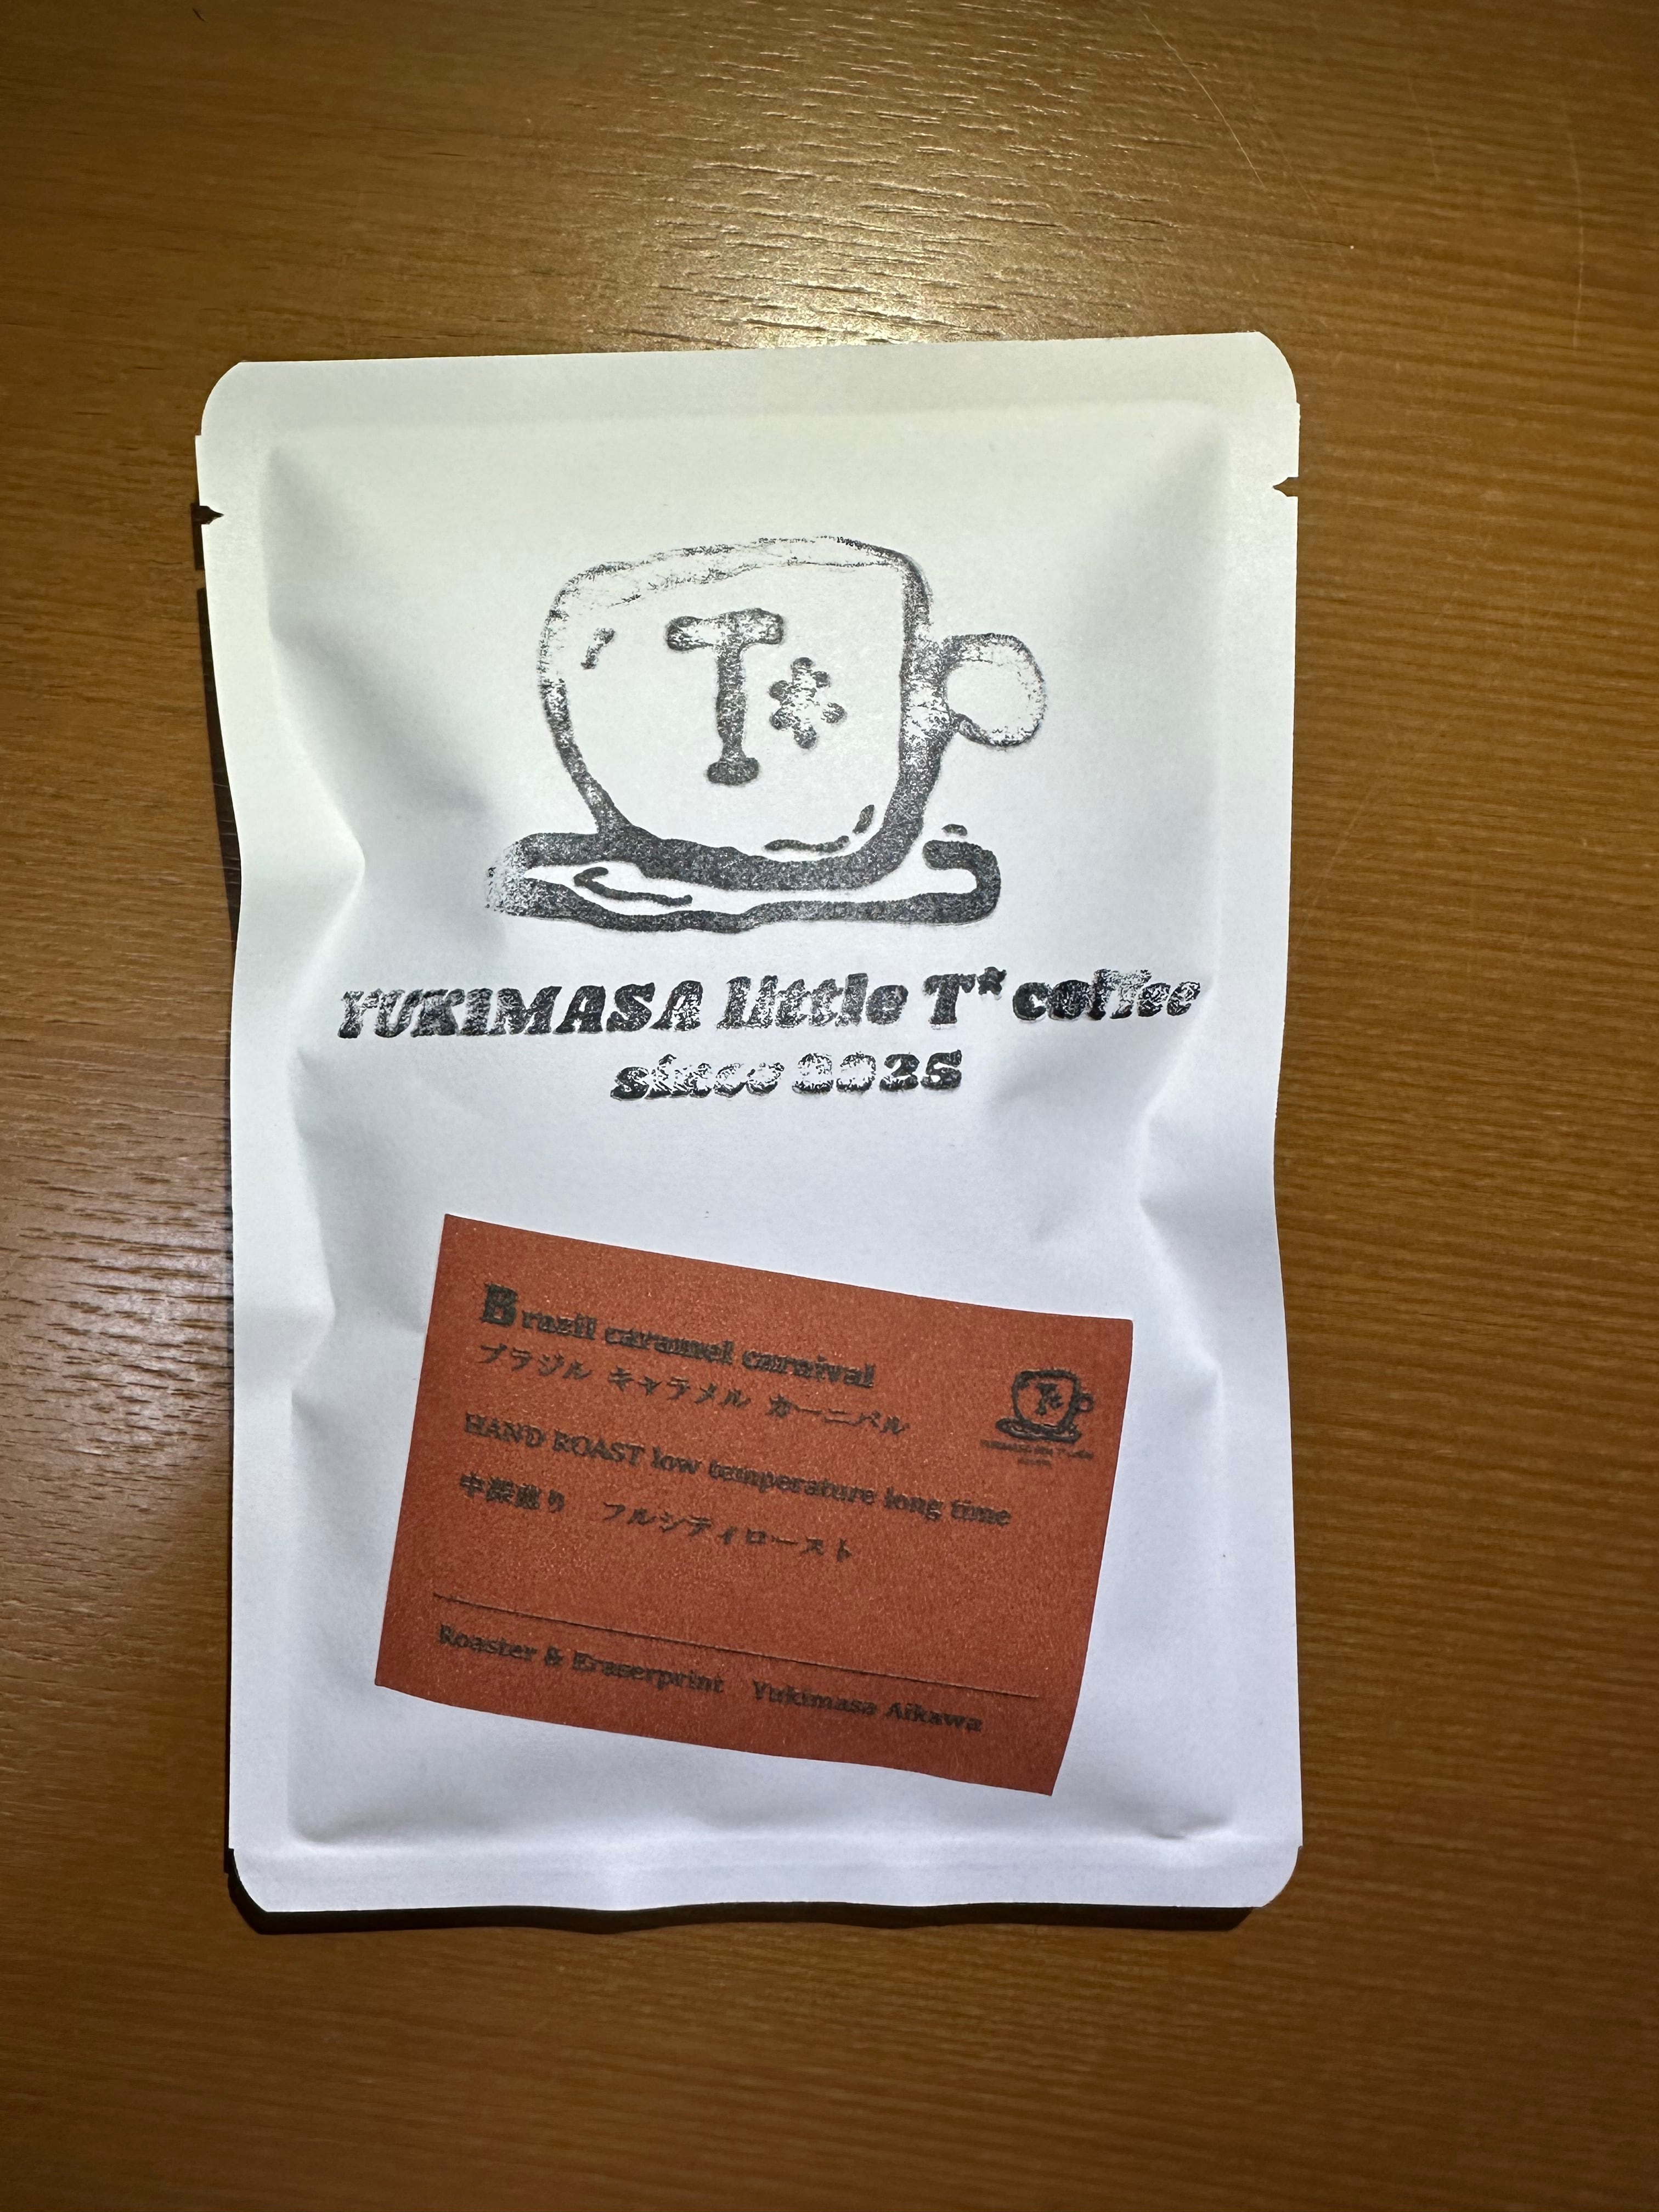 T*
YUKIMASA little T* coffee
since 2025
Brazil caramel carnival
ブラジル キャラメル カーニバル
HAND ROAST low temperature long time
中深煎り フルシティロースト
Roaster & Eraserprint Yukimasa Aikawa
T*